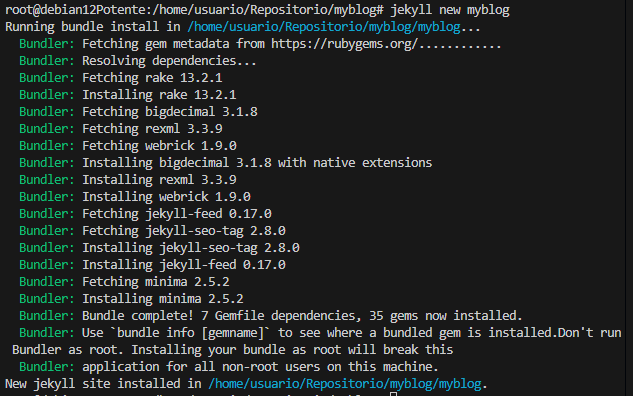 root@debian12Potente:/home/usuario/Repositorio/myblog# jekyll new myblog
Running bundle install in /home/usuario/Repositorio/myblog/myblog...
Bundler: Fetching gem metadata from https://rubygems.org/............
Bundler: Resolving dependencies...
Bundler: Fetching rake 13.2.1
Bundler: Installing rake 13.2.1
Bundler: Fetching bigdecimal 3.1.8
Bundler: Fetching rexml 3.3.9
Bundler: Fetching webrick 1.9.0
Bundler: Installing bigdecimal 3.1.8 with native extensions
Bundler: Installing rexml 3.3.9
Bundler: Installing webrick 1.9.0
Bundler: Fetching jekyll-feed 0.17.0
Bundler: Fetching jekyll-seo-tag 2.8.0
Bundler: Installing jekyll-seo-tag 2.8.0
Bundler: Installing jekyll-feed 0.17.0
Bundler: Fetching minima 2.5.2
Bundler: Installing minima 2.5.2
Bundler: Bundle complete! 7 Gemfile dependencies, 35 gems now installed.
Bundler: Use `bundle info [gemname]` to see where a bundled gem is installed.Don't run
Bundler as root. Installing your bundle as root will break this
Bundler: application for all non-root users on this machine.
New jekyll site installed in /home/usuario/Repositorio/myblog/myblog.